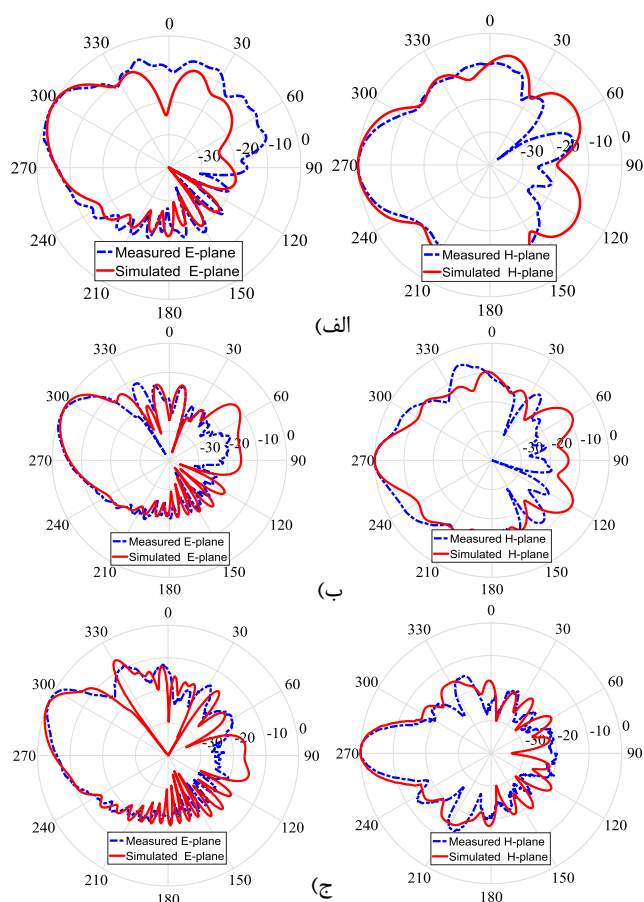 0 0
330 30 330 30
300 60 300 60
-30 -20 -10 0 -30 -20 -10 0
270 90 270 90
240 120 240 120
Measured E-plane Measured H-plane
Simulated E-plane Simulated H-plane
210 150 210 150
180 180
الف)
0 0
330 30 330 30
300 60 300 60
-30 -20 -10 0 -30 -20 -10 0
270 90 270 90
240 120 240 120
Measured E-plane Measured H-plane
Simulated E-plane Simulated H-plane
210 150 210 150
180 180
ب)
0 0
330 30 330 30
300 60 300 60
-30 -20 -10 0 -30 -20 -10 0
270 90 270 90
240 120 240 120
Measured E-plane Measured H-plane
Simulated E-plane Simulated H-plane
210 150 210 150
180 180
ج)